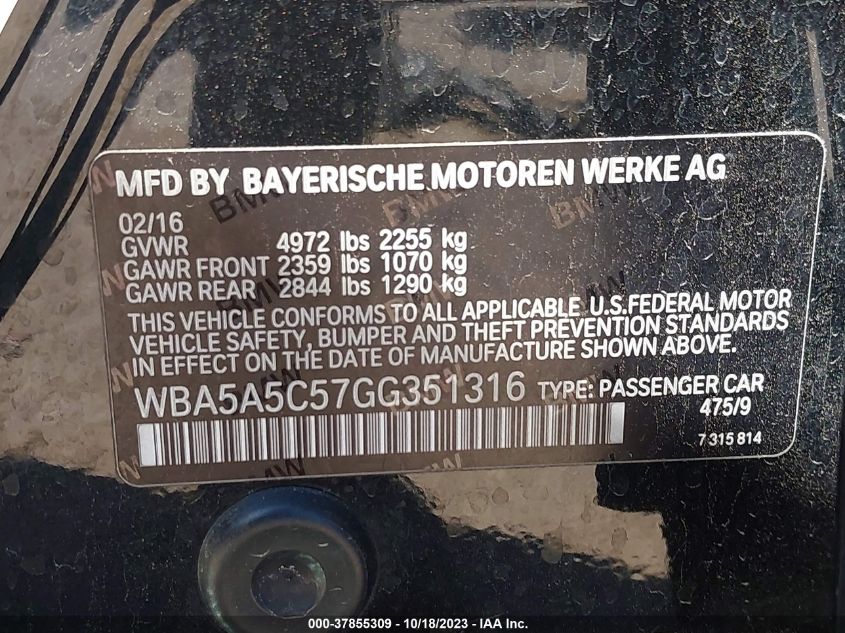 MFD BY BAYERISCHE MOTOREN WERKE AG
02/16
GVWR 4972 lbs 2255 kg
GAWR FRONT 2359 lbs 1070 kg
GAWR REAR 2844 lbs 1290 kg
THIS VEHICLE CONFORMS TO ALL APPLICABLE U.S.FEDERAL MOTOR
VEHICLE SAFETY, BUMPER AND THEFT PREVENTION STANDARDS
IN EFFECT ON THE DATE OF MANUFACTURE SHOWN ABOVE.
WBA5A5C57GG351316 TYPE: PASSENGER CAR
475/9
7 315 814
000-37855309 - 10/18/2023 - IAA Inc.